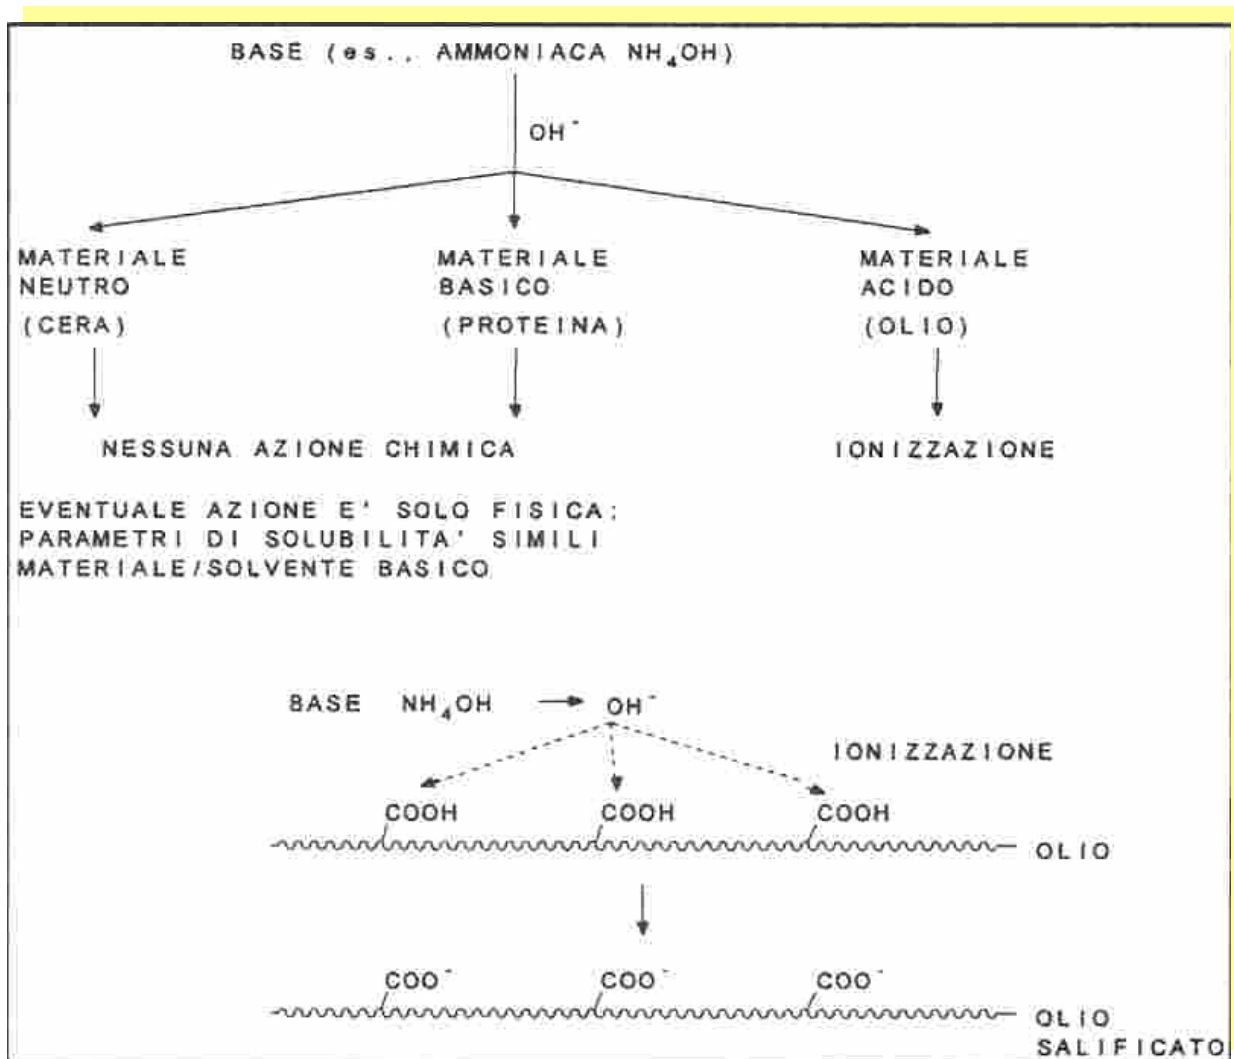 BASE (es., AMMONIACA NH₄OH)
OH⁻
MATERIALE
NEUTRO
(CERA)
MATERIALE
BASICO
(PROTEINA)
MATERIALE
ACIDO
(OLIO)
NESSUNA AZIONE CHIMICA
IONIZZAZIONE
EVENTUALE AZIONE E' SOLO FISICA:
PARAMETRI DI SOLUBILITA' SIMILI
MATERIALE/SOLVENTE BASICO
BASE NH₄OH → OH⁻
IONIZZAZIONE
COOH COOH COOH
OLIO
COO⁻ COO⁻ COO⁻
OLIO
SALIFICATO